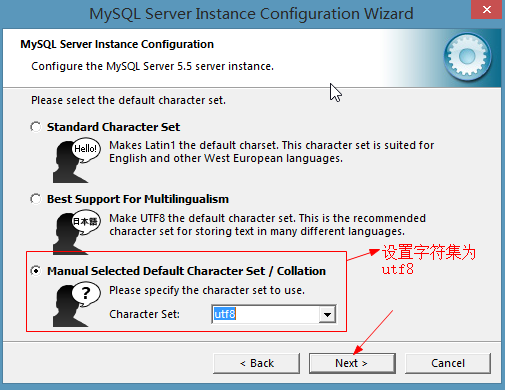 MySQL Server Instance Configuration Wizard
MySQL Server Instance Configuration
Configure the MySQL Server 5.5 server instance.
Please select the default character set.
Standard Character Set
Hello!
Makes Latin1 the default charset. This character set is suited for
English and other West European languages.
Best Support For Multilingualism
日本語
Make UTF8 the default character set. This is the recommended
character set for storing text in many different languages.
Manual Selected Default Character Set / Collation
?
Please specify the character set to use.
Character Set: utf8
设置字符集为
utf8
< Back Next > Cancel